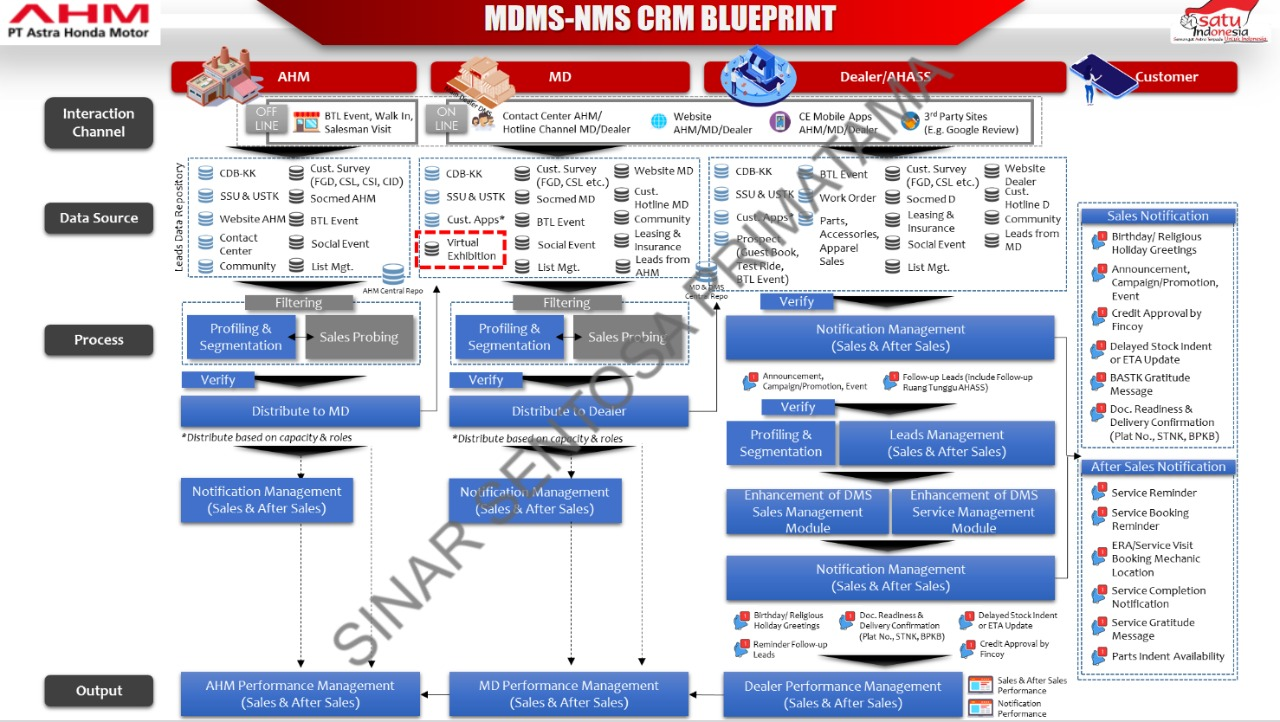 AHM
PT Astra Honda Motor
MDMS-NMS CRM BLUEPRINT
satu
Indonesia
AHM
MD
Dealer/AHASS
Customer
Interaction
Channel
OFF
LINE
BTL Event, Walk In,
Salesman Visit
ON
LINE
Contact Center AHM/
Hotline Channel MD/Dealer
Website
AHM/MD/Dealer
CE Mobile Apps
AHM/MD/Dealer
3rd Party Sites
(E.g. Google Review)
Data Source
Leads Data Repository
CDB-KK
SSU & USTK
Website AHM
Contact
Center
Community
Cust. Survey
(FGD, CSL, CSI, CID)
Socmed AHM
BTL Event
Social Event
List Mgt.
AHM Central Repo
CDB-KK
SSU & USTK
Cust. Apps*
Virtual
Exhibition
Cust. Survey
(FGD, CSL etc.)
Socmed MD
BTL Event
Social Event
List Mgt.
Website MD
Cust.
Hotline MD
Community
Leasing &
Insurance
Leads from
AHM
MD & DMS
Central Repo
CDB-KK
SSU & USTK
Cust. Apps*
Prospect
(Guest Book,
Test Ride,
BTL Event)
BTL Event
Work Order
Parts,
Accessories,
Apparel
Sales
Cust. Survey
(FGD, CSL etc.)
Socmed D
Leasing &
Insurance
Social Event
List Mgt.
Website
Dealer
Cust.
Hotline D
Community
Leads from
MD
Process
Filtering
Profiling &
Segmentation
Sales Probing
Verify
Distribute to MD
*Distribute based on capacity & roles
Notification Management
(Sales & After Sales)
Filtering
Profiling &
Segmentation
Sales Probing
Verify
Distribute to Dealer
*Distribute based on capacity & roles
Notification Management
(Sales & After Sales)
Verify
Notification Management
(Sales & After Sales)
Announcement,
Campaign/Promotion, Event
Follow-up Leads (Include Follow-up
Ruang Tunggu AHASS)
Verify
Profiling &
Segmentation
Leads Management
(Sales & After Sales)
Enhancement of DMS
Sales Management
Module
Enhancement of DMS
Service Management
Module
Notification Management
(Sales & After Sales)
Birthday/ Religious
Holiday Greetings
Doc. Readiness &
Delivery Confirmation
(Plat No., STNK, BPKB)
Delayed Stock Indent
or ETA Update
Reminder Follow-up
Leads
Credit Approval by
Fincoy
Sales Notification
Birthday/ Religious
Holiday Greetings
Announcement,
Campaign/Promotion,
Event
Credit Approval by
Fincoy
Delayed Stock Indent
or ETA Update
BASTK Gratitude
Message
Doc. Readiness &
Delivery Confirmation
(Plat No., STNK, BPKB)
After Sales Notification
Service Reminder
Service Booking
Reminder
ERA/Service Visit
Booking Mechanic
Location
Service Completion
Notification
Service Gratitude
Message
Parts Indent Availability
Output
AHM Performance Management
(Sales & After Sales)
MD Performance Management
(Sales & After Sales)
Dealer Performance Management
(Sales & After Sales)
Sales & After Sales
Performance
Notification
Performance
SINAR SENTOSA PRIMATAMA